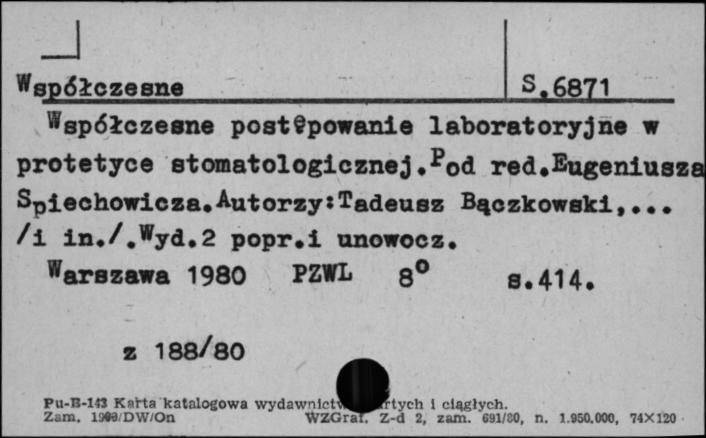 Współczesne S.6871
Współczesne postępowanie laboratoryjne w
protetyce stomatologicznej.Pod red.Eugeniusza
Spiechowicza.Autorzy:Tadeusz Bączkowski,...
/i in./.Wyd.2 popr.i unowocz.
Warszawa 1980 PZWL 8° s.414.
z 188/80
Pu-B-143 Karta katalogowa wydawnictw i ciągłych.
Zam. DW/On WZGraf. Z-d 2, zam. 691/80, n. 1.950.000, 74X120